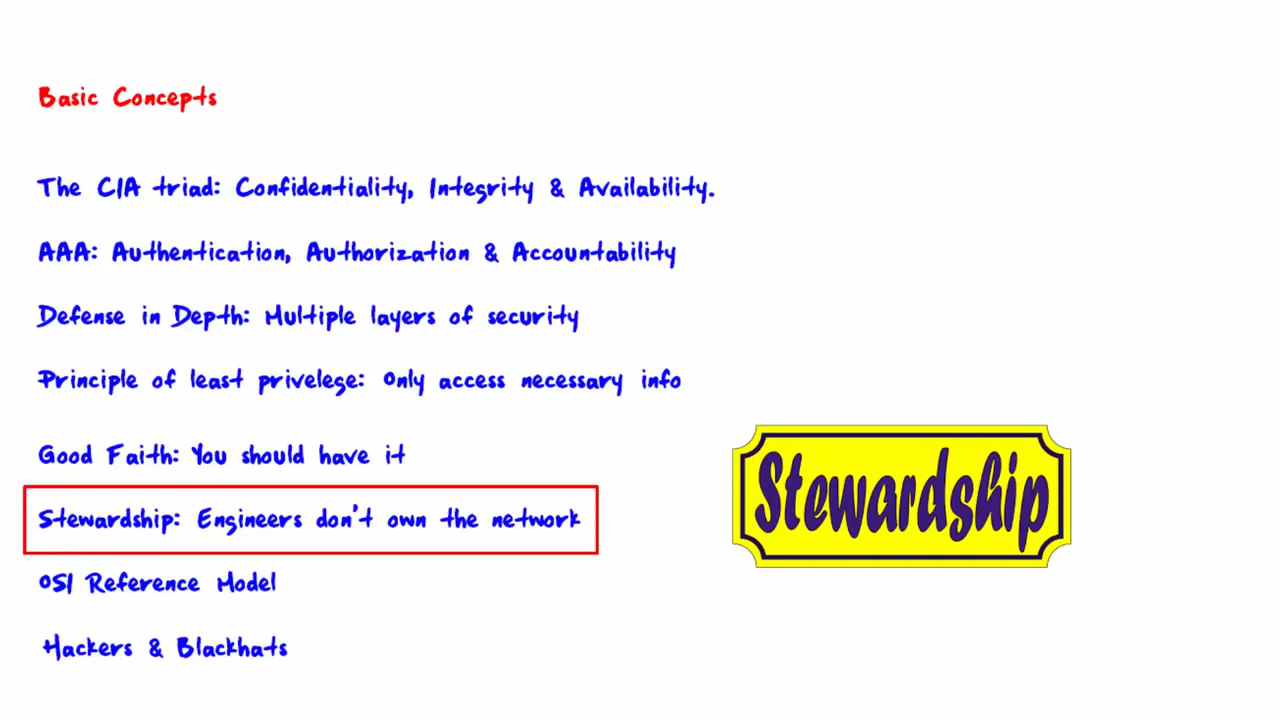 Basic Concepts
The CIA triad: Confidentiality, Integrity & Availability.
AAA: Authentication, Authorization & Accountability
Defense in Depth: Multiple layers of security
Principle of least privelege: Only access necessary info
Good Faith: You should have it
Stewardship: Engineers don't own the network
Stewardship
OSI Reference Model
Hackers & Blackhats